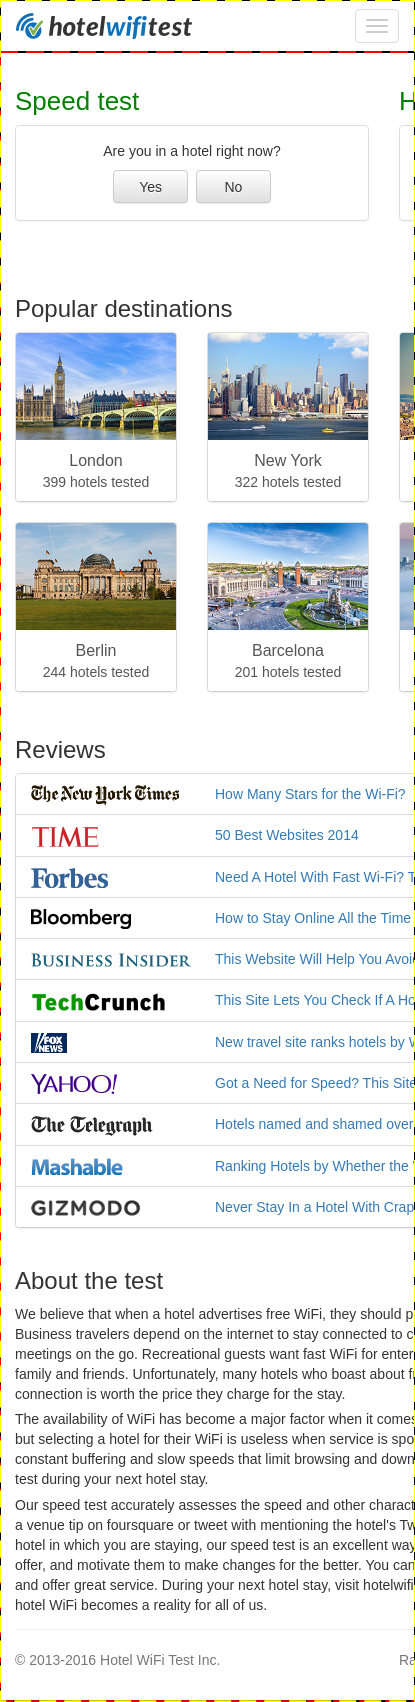 hotelwifitest
Speed test
H
Are you in a hotel right now?
Yes
No
Popular destinations
London
399 hotels tested
New York
322 hotels tested
Berlin
244 hotels tested
Barcelona
201 hotels tested
Reviews
The New York Times How Many Stars for the Wi-Fi?
TIME 50 Best Websites 2014
Forbes Need A Hotel With Fast Wi-Fi? T
Bloomberg How to Stay Online All the Time
BUSINESS INSIDER This Website Will Help You Avoi
TechCrunch This Site Lets You Check If A Ho
FOX NEWS New travel site ranks hotels by W
YAHOO! Got a Need for Speed? This Site
The Telegraph Hotels named and shamed over
Mashable Ranking Hotels by Whether the
GIZMODO Never Stay In a Hotel With Crap
About the test
We believe that when a hotel advertises free WiFi, they should p
Business travelers depend on the internet to stay connected to c
meetings on the go. Recreational guests want fast WiFi for enter
family and friends. Unfortunately, many hotels who boast about f
connection is worth the price they charge for the stay.
The availability of WiFi has become a major factor when it comes
but selecting a hotel for their WiFi is useless when service is spo
constant buffering and slow speeds that limit browsing and down
test during your next hotel stay.
Our speed test accurately assesses the speed and other charact
a venue tip on foursquare or tweet with mentioning the hotel's Tw
hotel in which you are staying, our speed test is an excellent way
offer, and motivate them to make changes for the better. You can
and offer great service. During your next hotel stay, visit hotelwifi
hotel WiFi becomes a reality for all of us.
© 2013-2016 Hotel WiFi Test Inc.
Ra